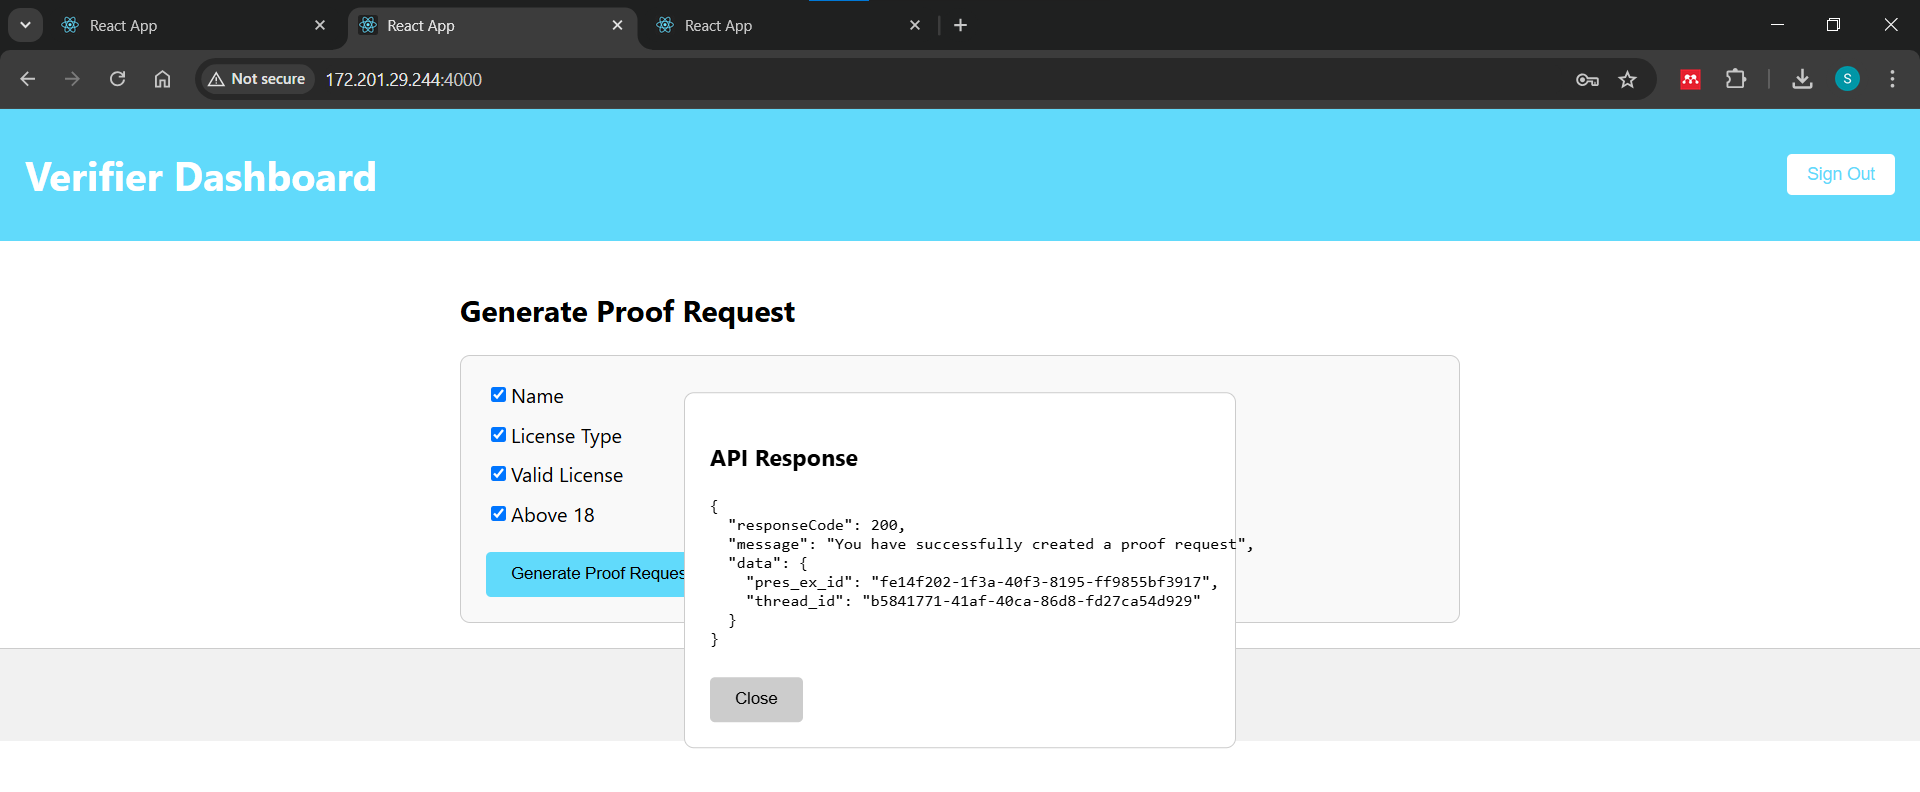 React App
React App
React App
Not secure
172.201.29.244:4000
S
Verifier Dashboard
Sign Out
Generate Proof Request
Name
License Type
Valid License
Above 18
Generate Proof Reques
API Response
{
"responseCode": 200,
"message": "You have successfully created a proof request",
"data": {
"pres_ex_id": "fe14f202-1f3a-40f3-8195-ff9855bf3917",
"thread_id": "b5841771-41af-40ca-86d8-fd27ca54d929"
}
}
Close